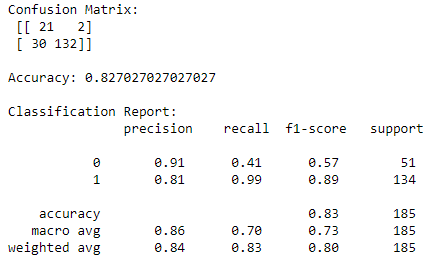 Confusion Matrix:
[[ 21   2]
[ 30 132]]
Accuracy: 0.827027027027027
Classification Report:
precision    recall  f1-score   support
0       0.91      0.41      0.57        51
1       0.81      0.99      0.89       134
accuracy                           0.83       185
macro avg       0.86      0.70      0.73       185
weighted avg       0.84      0.83      0.80       185